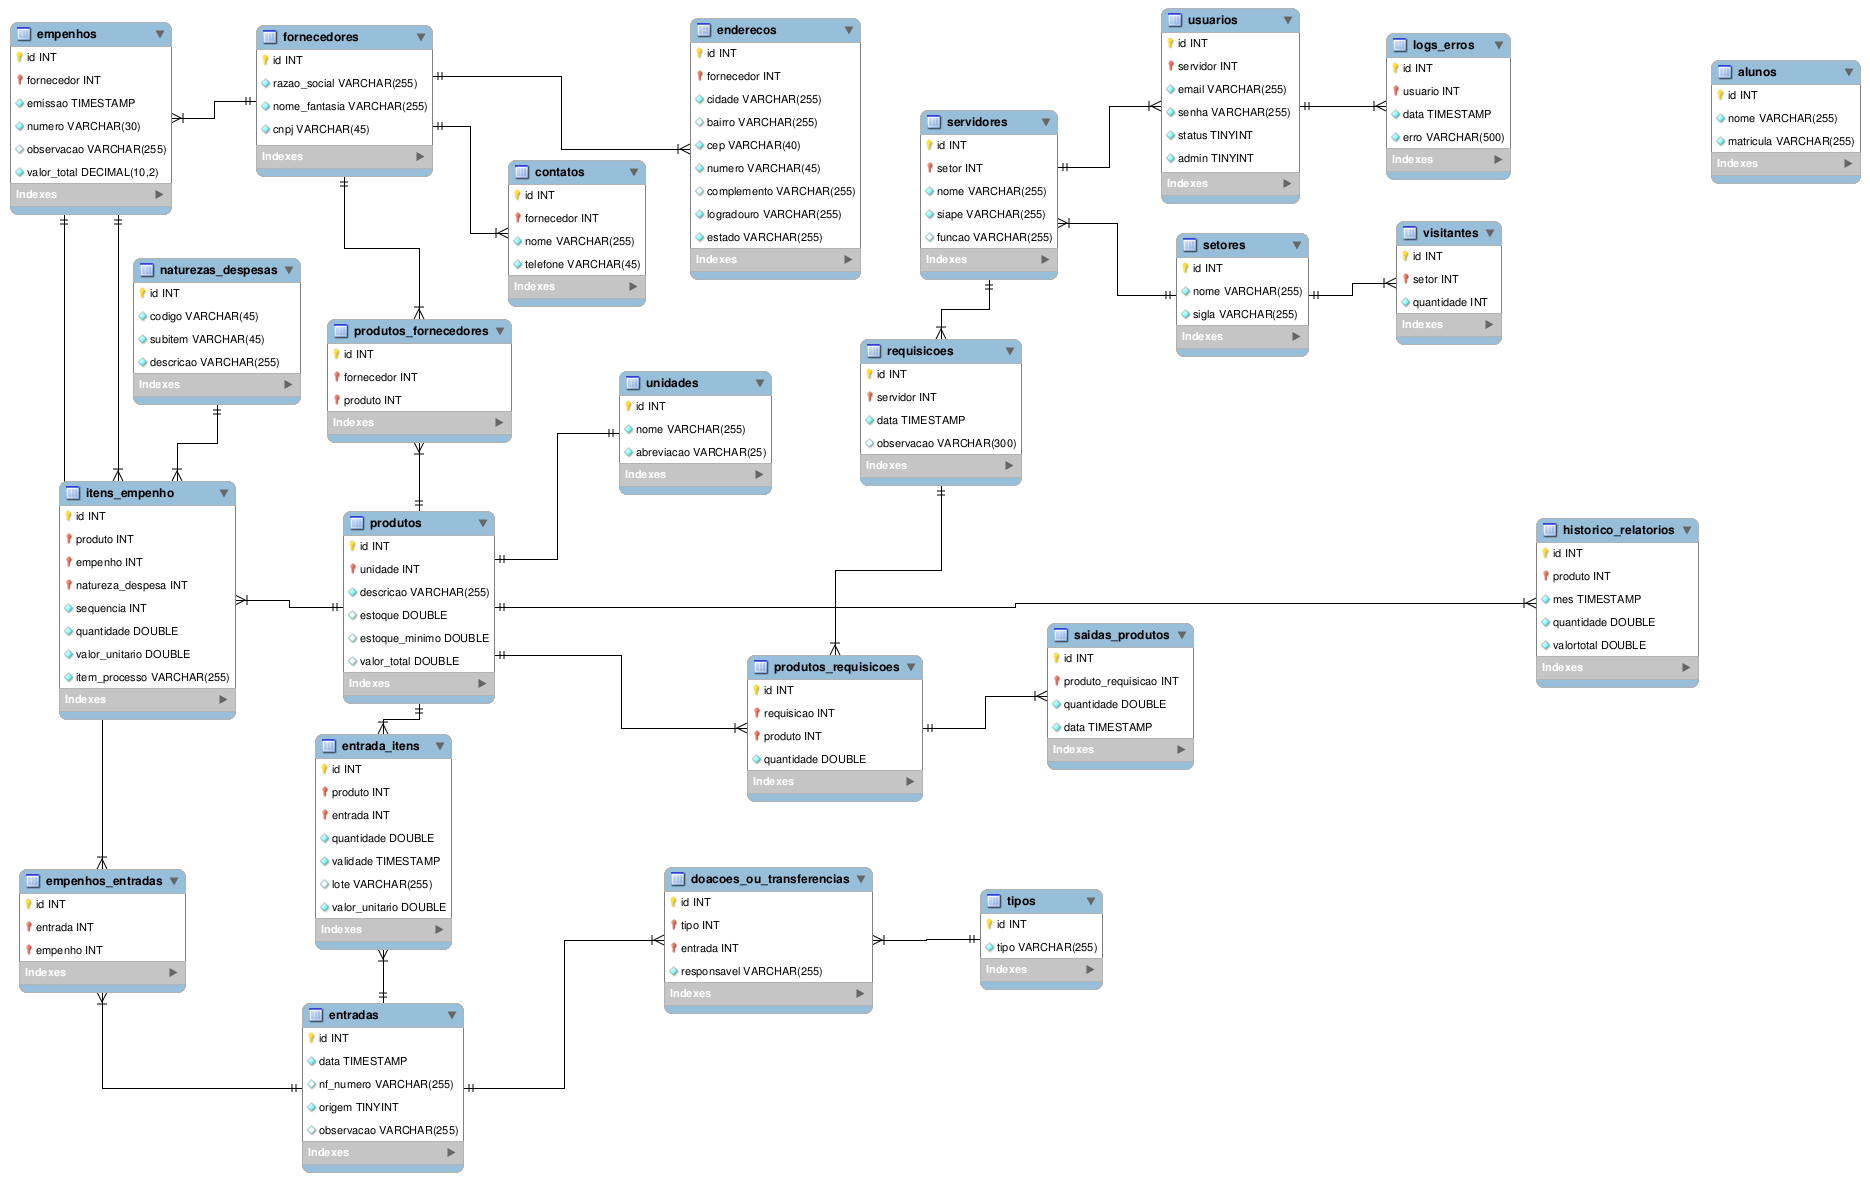 empenhos
id INT
fornecedor INT
emissao TIMESTAMP
numero VARCHAR(30)
observacao VARCHAR(255)
valor_total DECIMAL(10,2)
Indexes
fornecedores
id INT
razao_social VARCHAR(255)
nome_fantasia VARCHAR(255)
cnpj VARCHAR(45)
Indexes
contatos
id INT
fornecedor INT
nome VARCHAR(255)
telefone VARCHAR(45)
Indexes
enderecos
id INT
fornecedor INT
cidade VARCHAR(255)
bairro VARCHAR(255)
cep VARCHAR(40)
numero VARCHAR(45)
complemento VARCHAR(255)
logradouro VARCHAR(255)
estado VARCHAR(255)
Indexes
servidores
id INT
setor INT
nome VARCHAR(255)
siape VARCHAR(255)
funcao VARCHAR(255)
Indexes
usuarios
id INT
servidor INT
email VARCHAR(255)
senha VARCHAR(255)
status TINYINT
admin TINYINT
Indexes
logs_erros
id INT
usuario INT
data TIMESTAMP
erro VARCHAR(500)
Indexes
alunos
id INT
nome VARCHAR(255)
matricula VARCHAR(255)
Indexes
setores
id INT
nome VARCHAR(255)
sigla VARCHAR(255)
Indexes
visitantes
id INT
setor INT
quantidade INT
Indexes
naturezas_despesas
id INT
codigo VARCHAR(45)
subitem VARCHAR(45)
descricao VARCHAR(255)
Indexes
produtos_fornecedores
id INT
fornecedor INT
produto INT
Indexes
unidades
id INT
nome VARCHAR(255)
abreviacao VARCHAR(25)
Indexes
requisicoes
id INT
servidor INT
data TIMESTAMP
observacao VARCHAR(300)
Indexes
itens_empenho
id INT
produto INT
empenho INT
natureza_despesa INT
sequencia INT
quantidade DOUBLE
valor_unitario DOUBLE
item_processo VARCHAR(255)
Indexes
produtos
id INT
unidade INT
descricao VARCHAR(255)
estoque DOUBLE
estoque_minimo DOUBLE
valor_total DOUBLE
Indexes
historico_relatorios
id INT
produto INT
mes TIMESTAMP
quantidade DOUBLE
valortotal DOUBLE
Indexes
produtos_requisicoes
id INT
requisicao INT
produto INT
quantidade DOUBLE
Indexes
saidas_produtos
id INT
produto_requisicao INT
quantidade DOUBLE
data TIMESTAMP
Indexes
entrada_itens
id INT
produto INT
entrada INT
quantidade DOUBLE
validade TIMESTAMP
lote VARCHAR(255)
valor_unitario DOUBLE
Indexes
empenhos_entradas
id INT
entrada INT
empenho INT
Indexes
doacoes_ou_transferencias
id INT
tipo INT
entrada INT
responsavel VARCHAR(255)
Indexes
tipos
id INT
tipo VARCHAR(255)
Indexes
entradas
id INT
data TIMESTAMP
nf_numero VARCHAR(255)
origem TINYINT
observacao VARCHAR(255)
Indexes